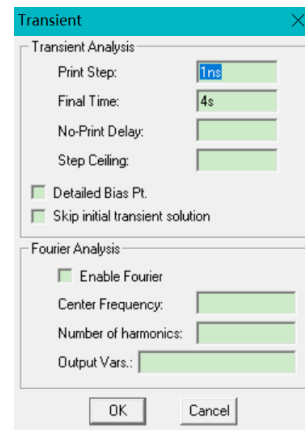 Transient
Transient Analysis
Print Step: 1ns
Final Time: 4s
No-Print Delay:
Step Ceiling:
Detailed Bias Pt.
Skip initial transient solution
Fourier Analysis
Enable Fourier
Center Frequency:
Number of harmonics:
Output Vars.:
OK Cancel